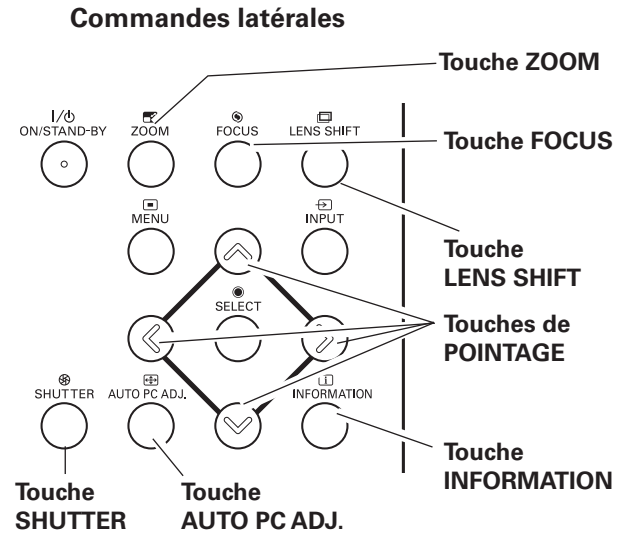 Commandes latérales
Touche ZOOM
I/⏻
ON/STAND-BY
ZOOM
FOCUS
LENS SHIFT
Touche FOCUS
MENU
INPUT
Touche
LENS SHIFT
SELECT
Touches de
POINTAGE
SHUTTER
AUTO PC ADJ.
i
INFORMATION
Touche
INFORMATION
Touche
SHUTTER
Touche
AUTO PC ADJ.